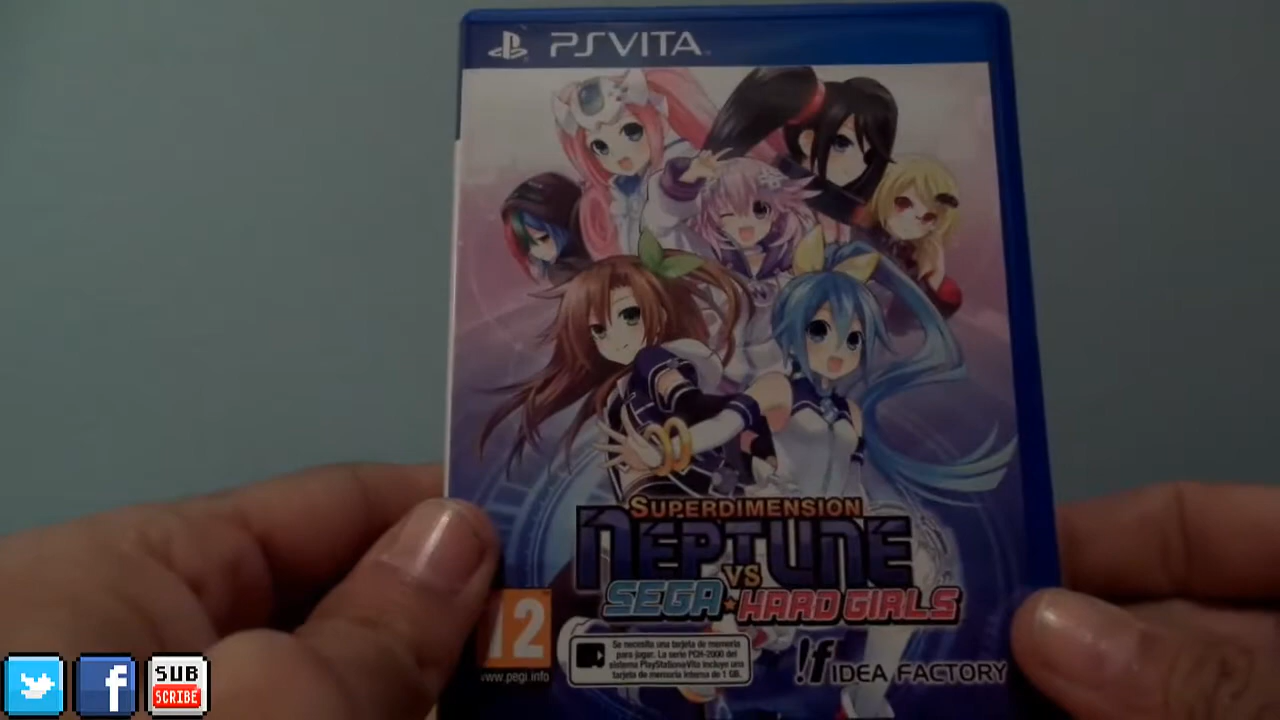 PSVITA
SUPERDIMENSION
NEPTUNE
VS
SEGA HARD GIRLS
12
www.pegi.info
Se necesita una tarjeta de memoria
para jugar. La serie PCH-2000 del
sistema PlayStation®Vita incluye una
tarjeta de memoria interna de 1 GB.
!f IDEA FACTORY
SUB
SCRIBE